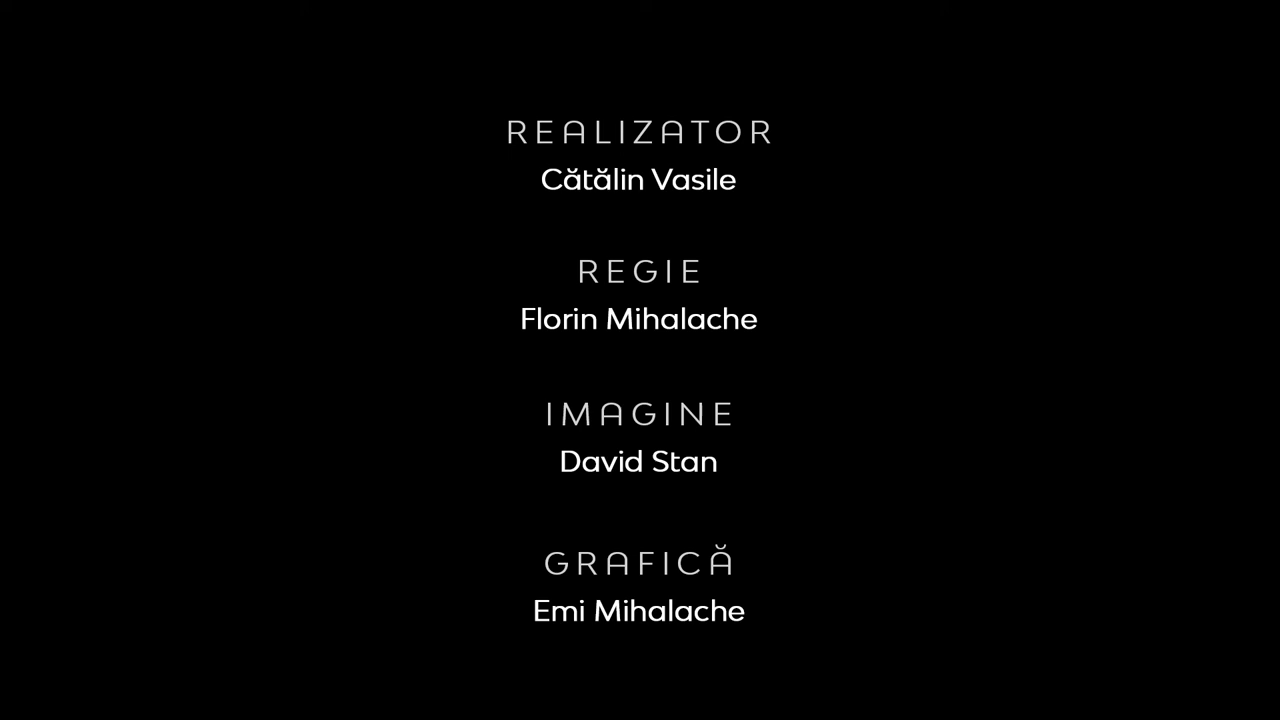 REALIZATOR
Cătălin Vasile
REGIE
Florin Mihalache
IMAGINE
David Stan
GRAFICĂ
Emi Mihalache